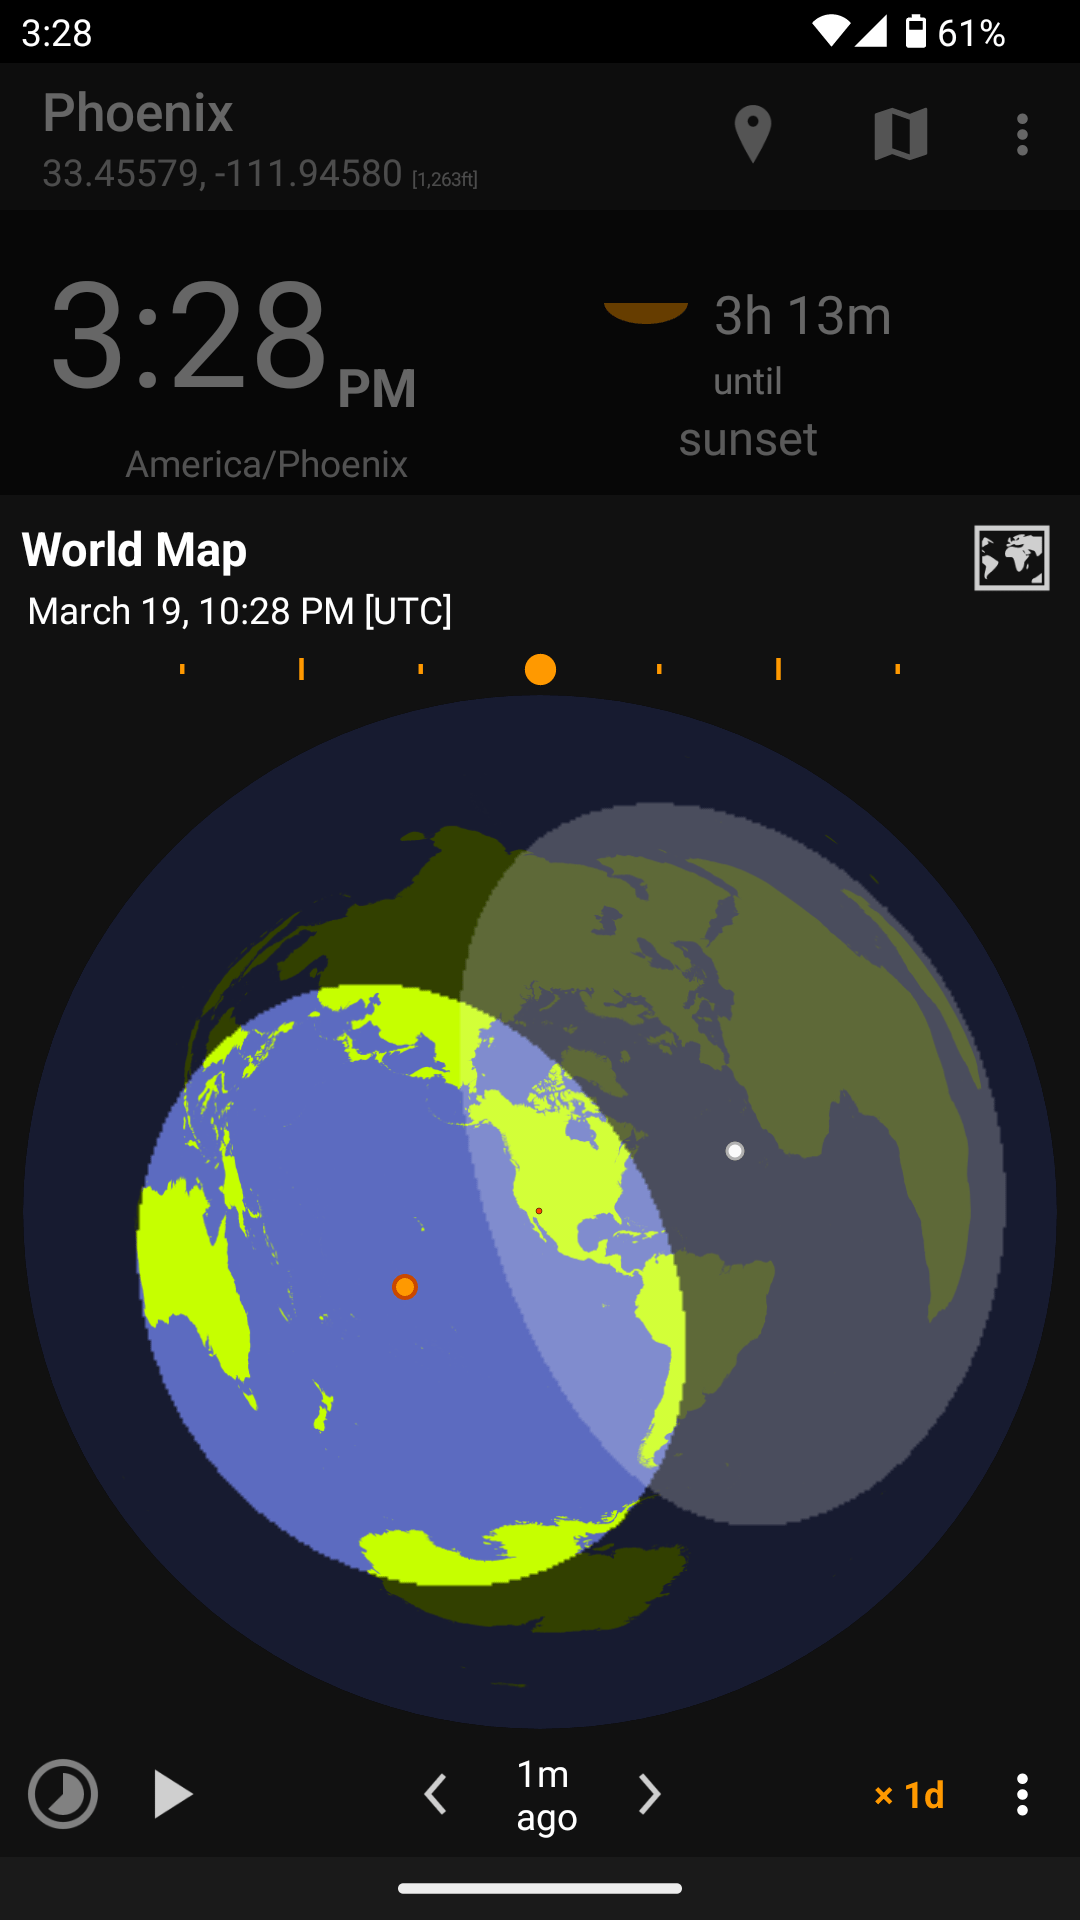 3:28
61%
Phoenix
33.45579, -111.94580 [1,263ft]
3:28 PM
America/Phoenix
3h 13m
until
sunset
World Map
March 19, 10:28 PM [UTC]
1m
ago
× 1d